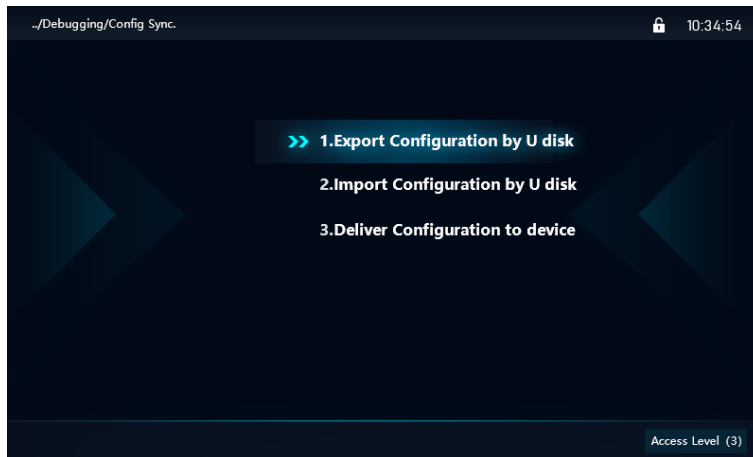 ../Debugging/Config Sync.
10:34:54
1.Export Configuration by U disk
2.Import Configuration by U disk
3.Deliver Configuration to device
Access Level (3)